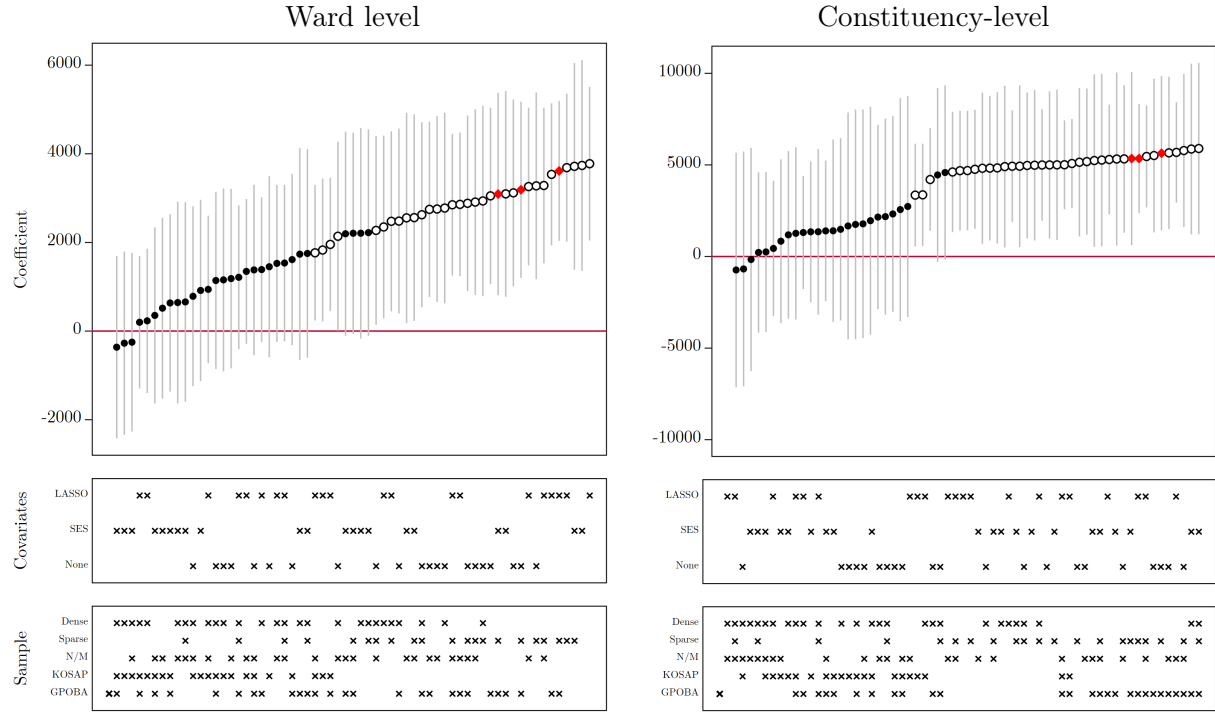 Ward level
Constituency-level
6000
4000
2000
0
-2000
Coefficient
10000
5000
0
-5000
-10000
Covariates
LASSO
SES
None
LASSO
SES
None
Sample
Dense
Sparse
N/M
KOSAP
GPOBA
Dense
Sparse
N/M
KOSAP
GPOBA